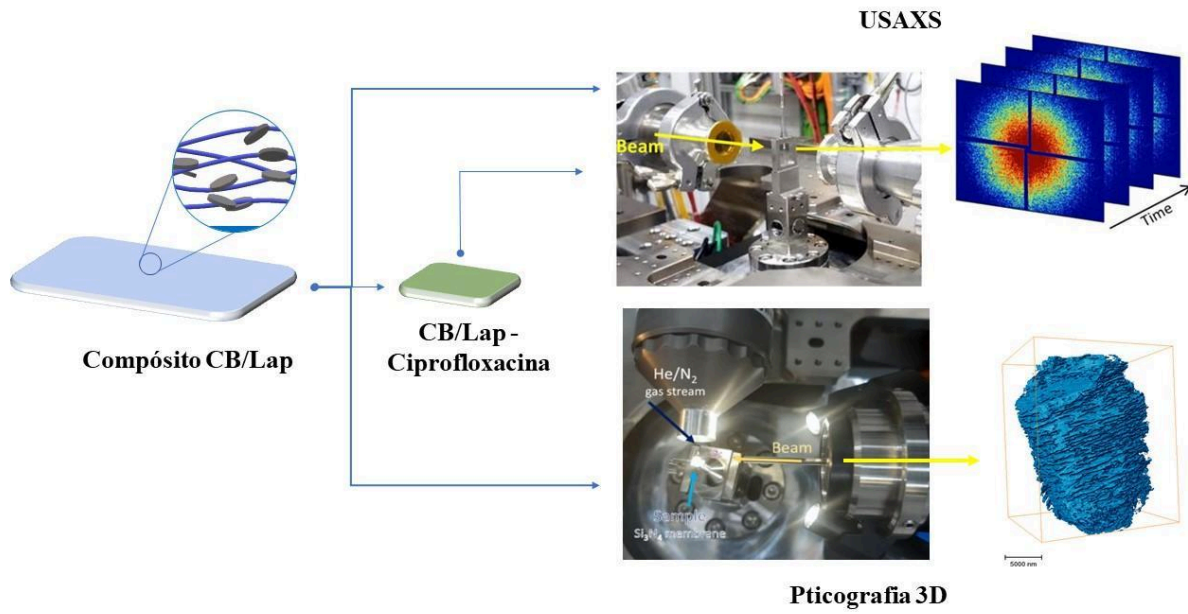 USAXS
Beam
Time
Compósito CB/Lap
CB/Lap -
Ciprofloxacina
He/N₂
gas stream
Beam
Sample
Si₃N₄ membrane
5000 nm
Pticografia 3D